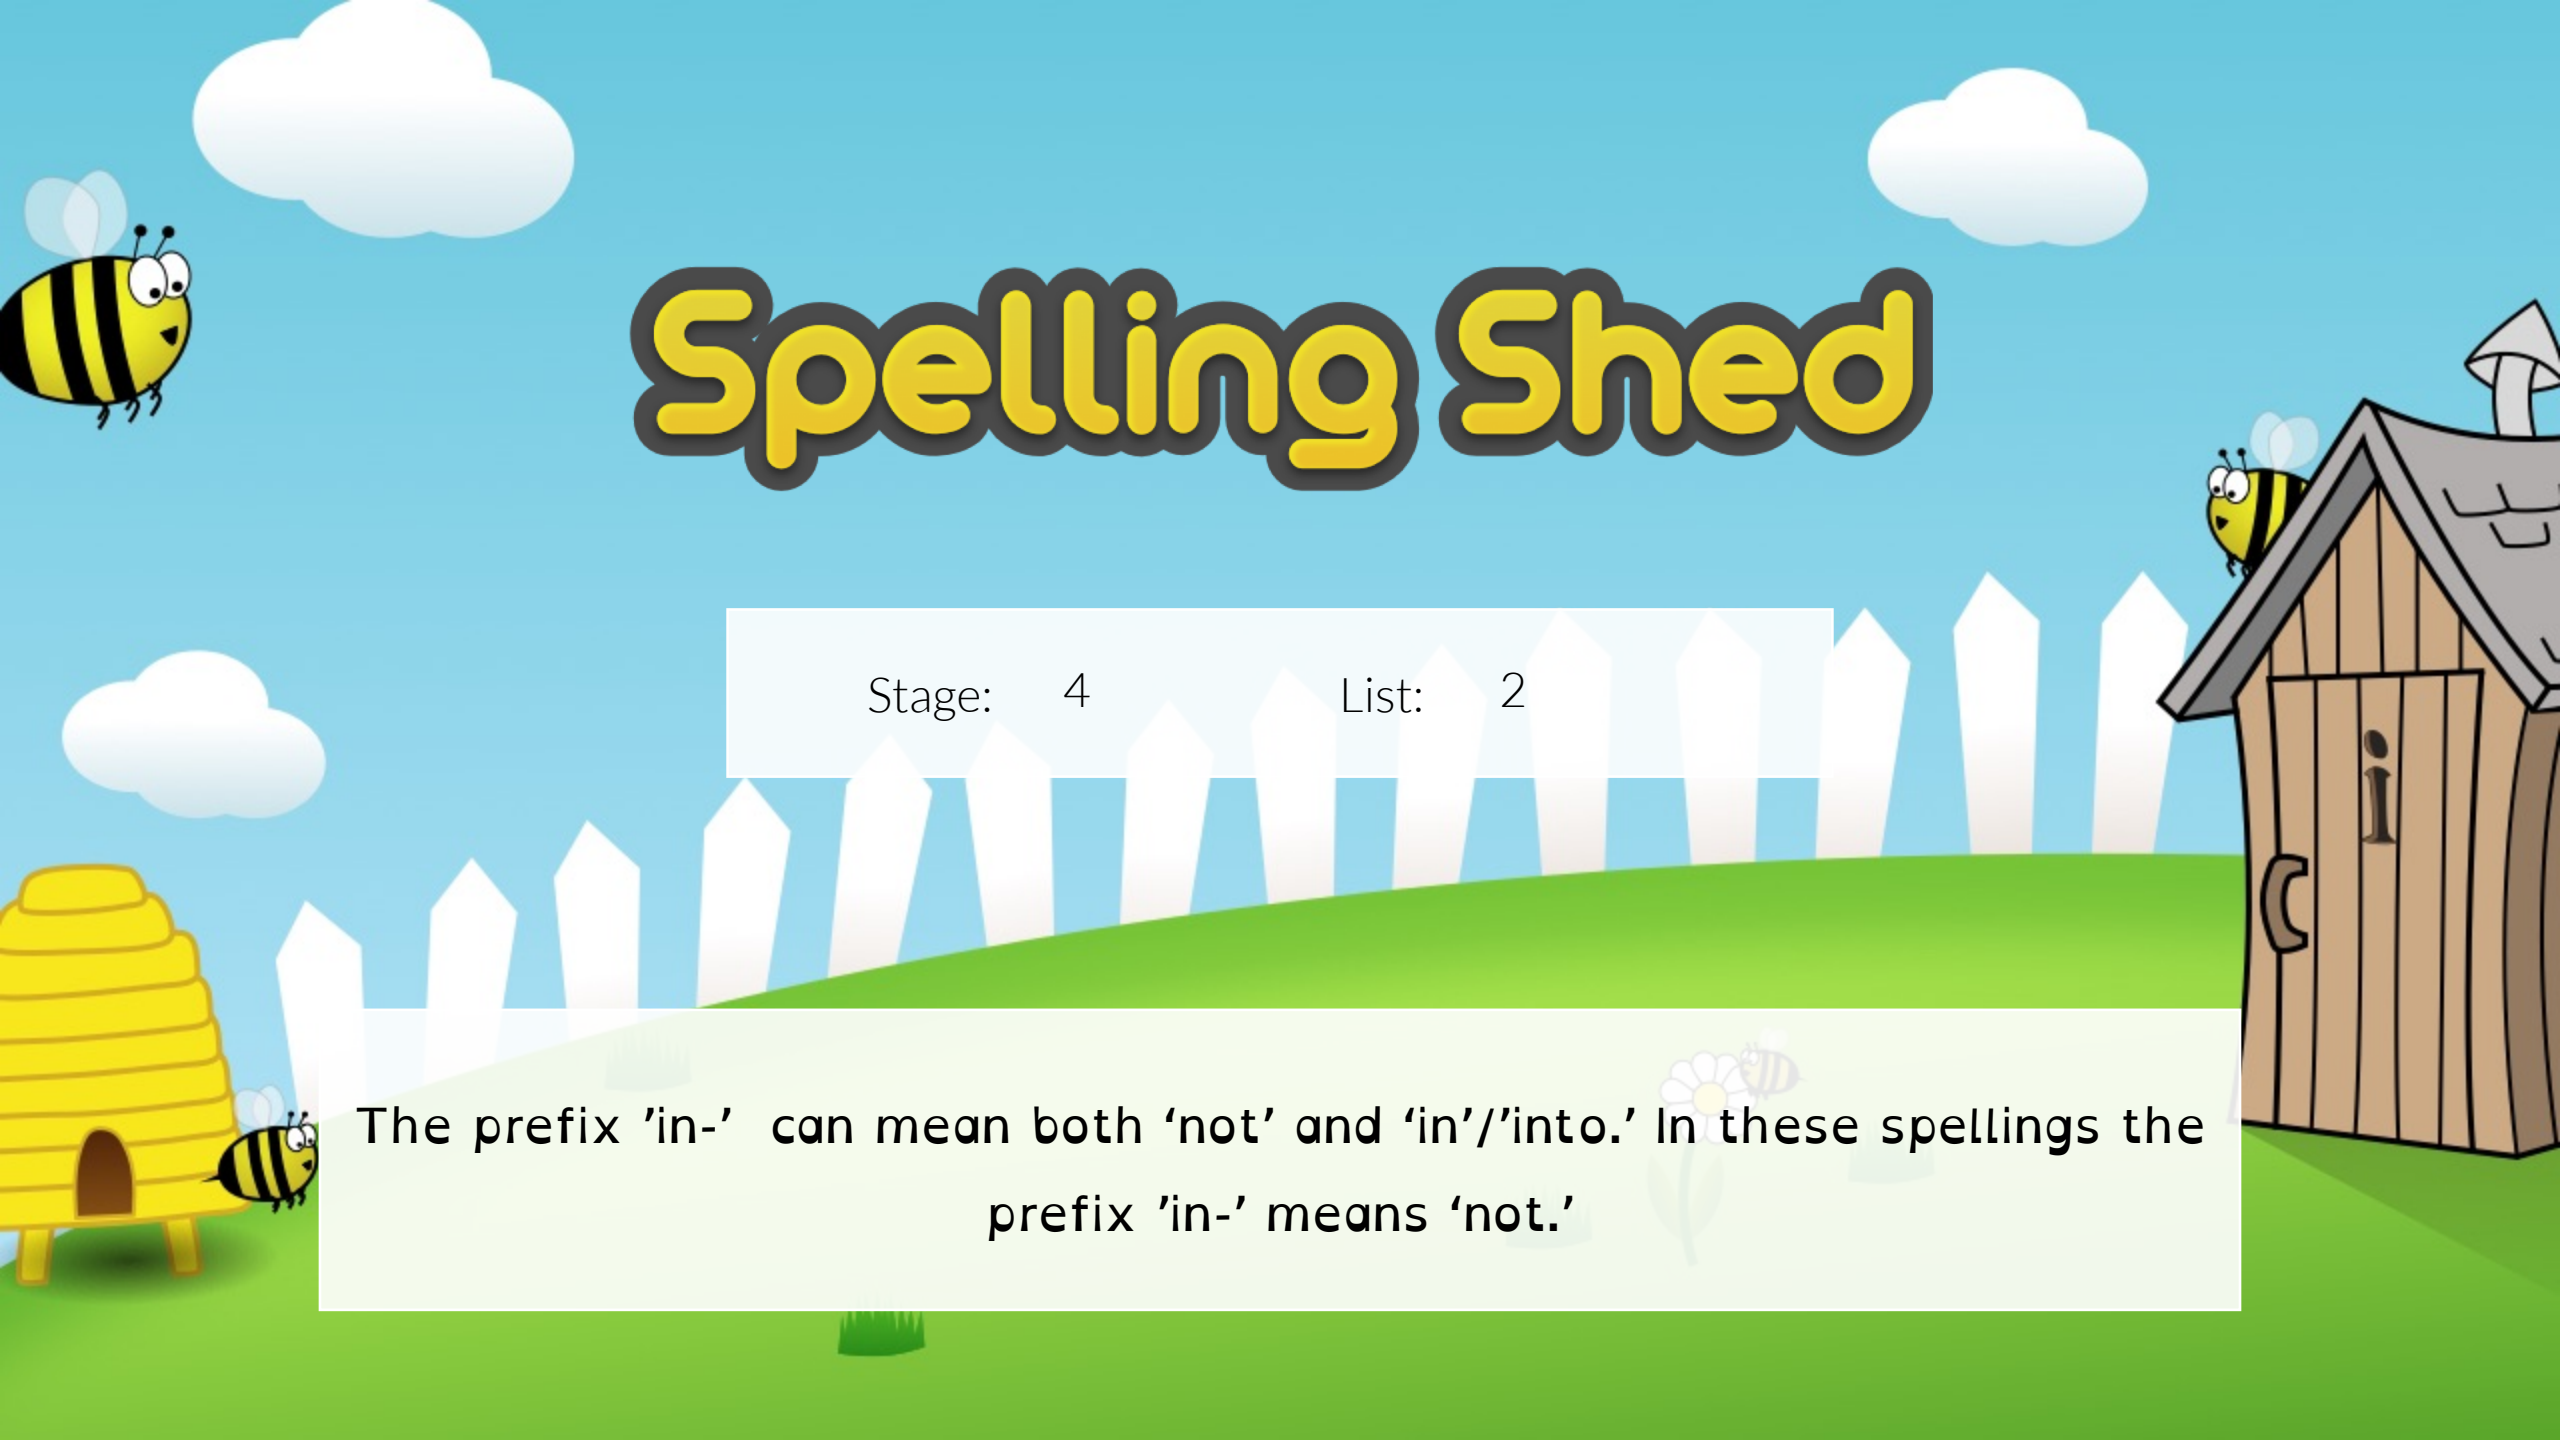 Spelling Shed
Stage: 4 List: 2
i
The prefix ’in-’  can mean both ‘not’ and ‘in’/’into.’ In these spellings the
prefix ’in-’ means ‘not.’